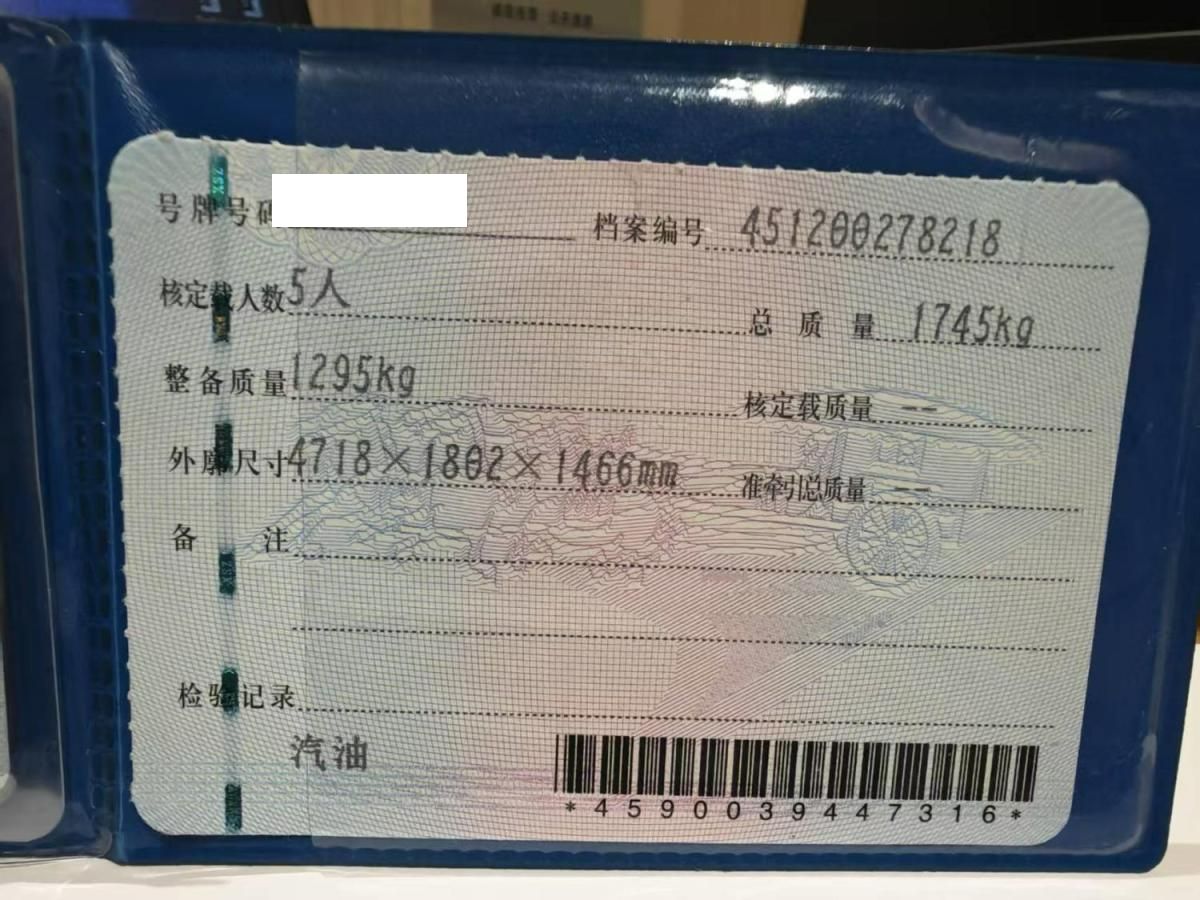 号牌号码 档案编号 451200278218
核定载人数 5人 总质量 1745kg
整备质量 1295kg 核定载质量 --
外廓尺寸 4718×1802×1466mm 准牵引总质量 --
备注
检验记录
汽油
*4590039447316*